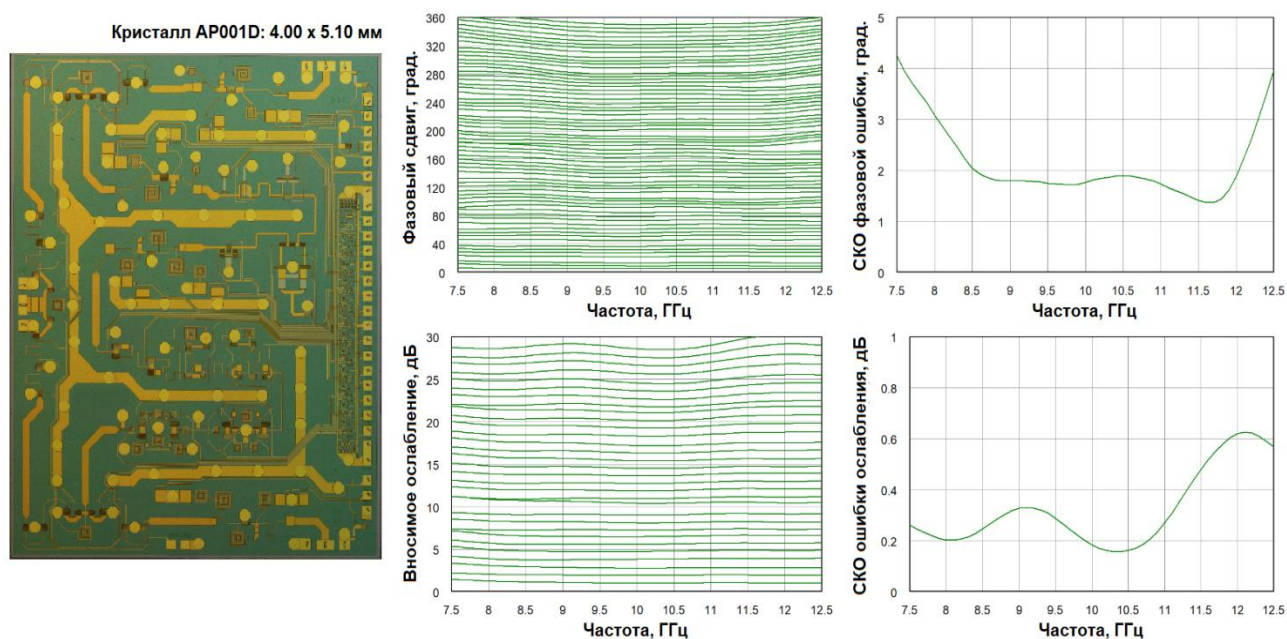 Кристалл AP001D: 4.00 x 5.10 мм
Фазовый сдвиг, град.
360
320
280
240
200
160
120
80
40
0
7.5 8 8.5 9 9.5 10 10.5 11 11.5 12 12.5
Частота, ГГц
СКО фазовой ошибки, град.
5
4
3
2
1
0
7.5 8 8.5 9 9.5 10 10.5 11 11.5 12 12.5
Частота, ГГц
Вносимое ослабление, дБ
30
25
20
15
10
5
0
7.5 8 8.5 9 9.5 10 10.5 11 11.5 12 12.5
Частота, ГГц
СКО ошибки ослабления, дБ
1
0.8
0.6
0.4
0.2
0
7.5 8 8.5 9 9.5 10 10.5 11 11.5 12 12.5
Частота, ГГц